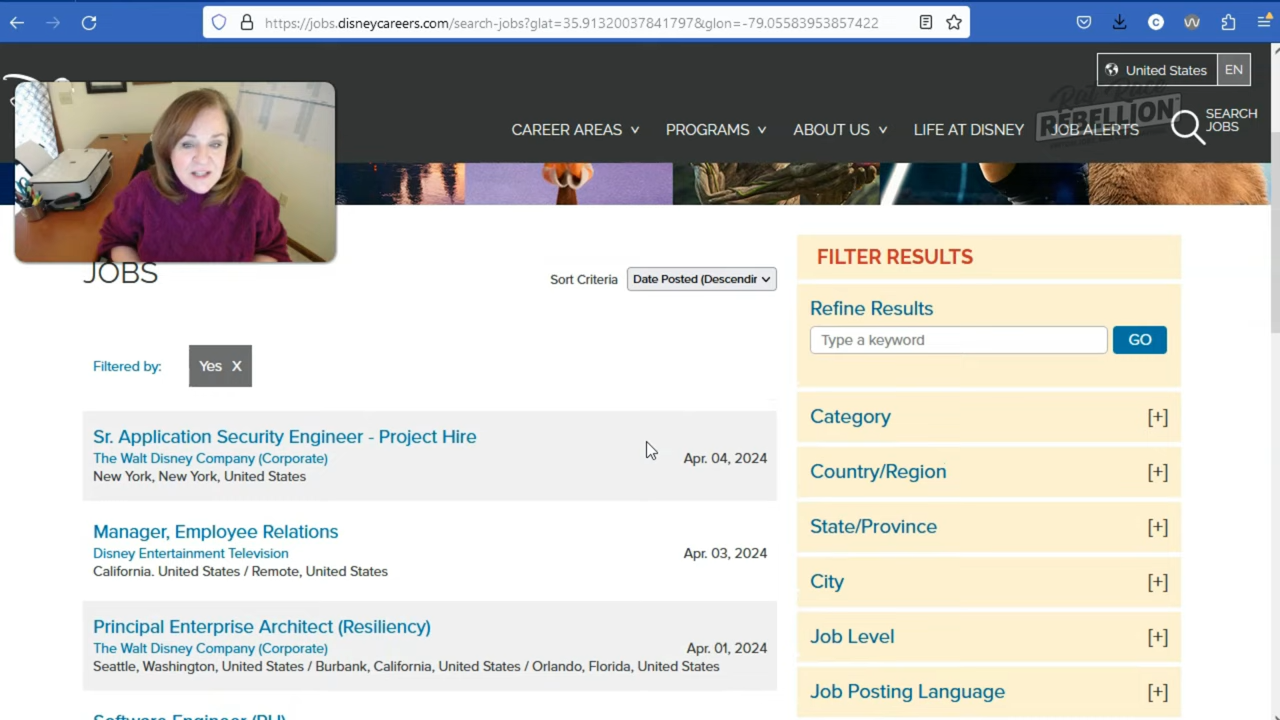 https://jobs.disneycareers.com/search-jobs?glat=35.91320037841797&glon=-79.05583953857422
United States EN
Rat Race
REBELLION
CAREER AREAS PROGRAMS ABOUT US LIFE AT DISNEY JOB ALERTS SEARCH
JOBS
JOBS
Sort Criteria Date Posted (Descendir
FILTER RESULTS
Refine Results
Type a keyword GO
Filtered by: Yes X
Category [+]
Sr. Application Security Engineer - Project Hire
The Walt Disney Company (Corporate) Apr. 04, 2024
New York, New York, United States
Country/Region [+]
Manager, Employee Relations
Disney Entertainment Television Apr. 03, 2024
California. United States / Remote, United States
State/Province [+]
City [+]
Principal Enterprise Architect (Resiliency)
The Walt Disney Company (Corporate) Apr. 01, 2024
Seattle, Washington, United States / Burbank, California, United States / Orlando, Florida, United States
Job Level [+]
Job Posting Language [+]
Software Engineer (PH)